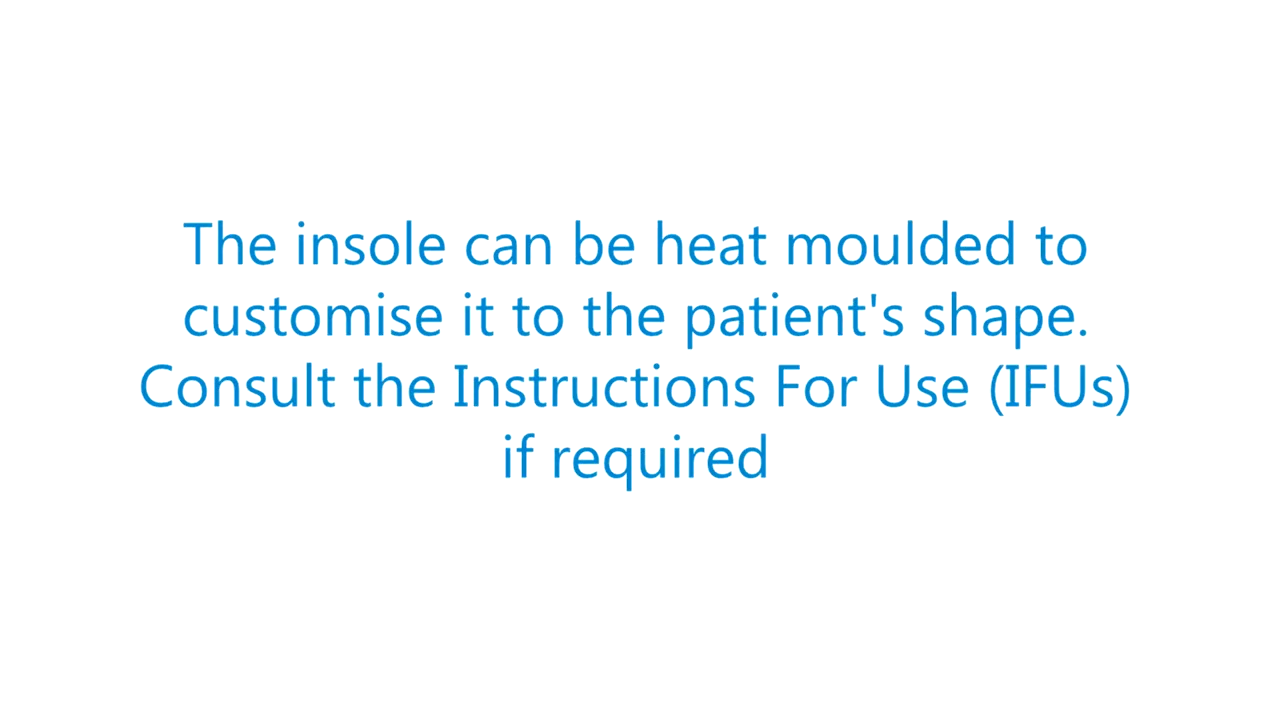 The insole can be heat moulded to
customise it to the patient's shape.
Consult the Instructions For Use (IFUs)
if required